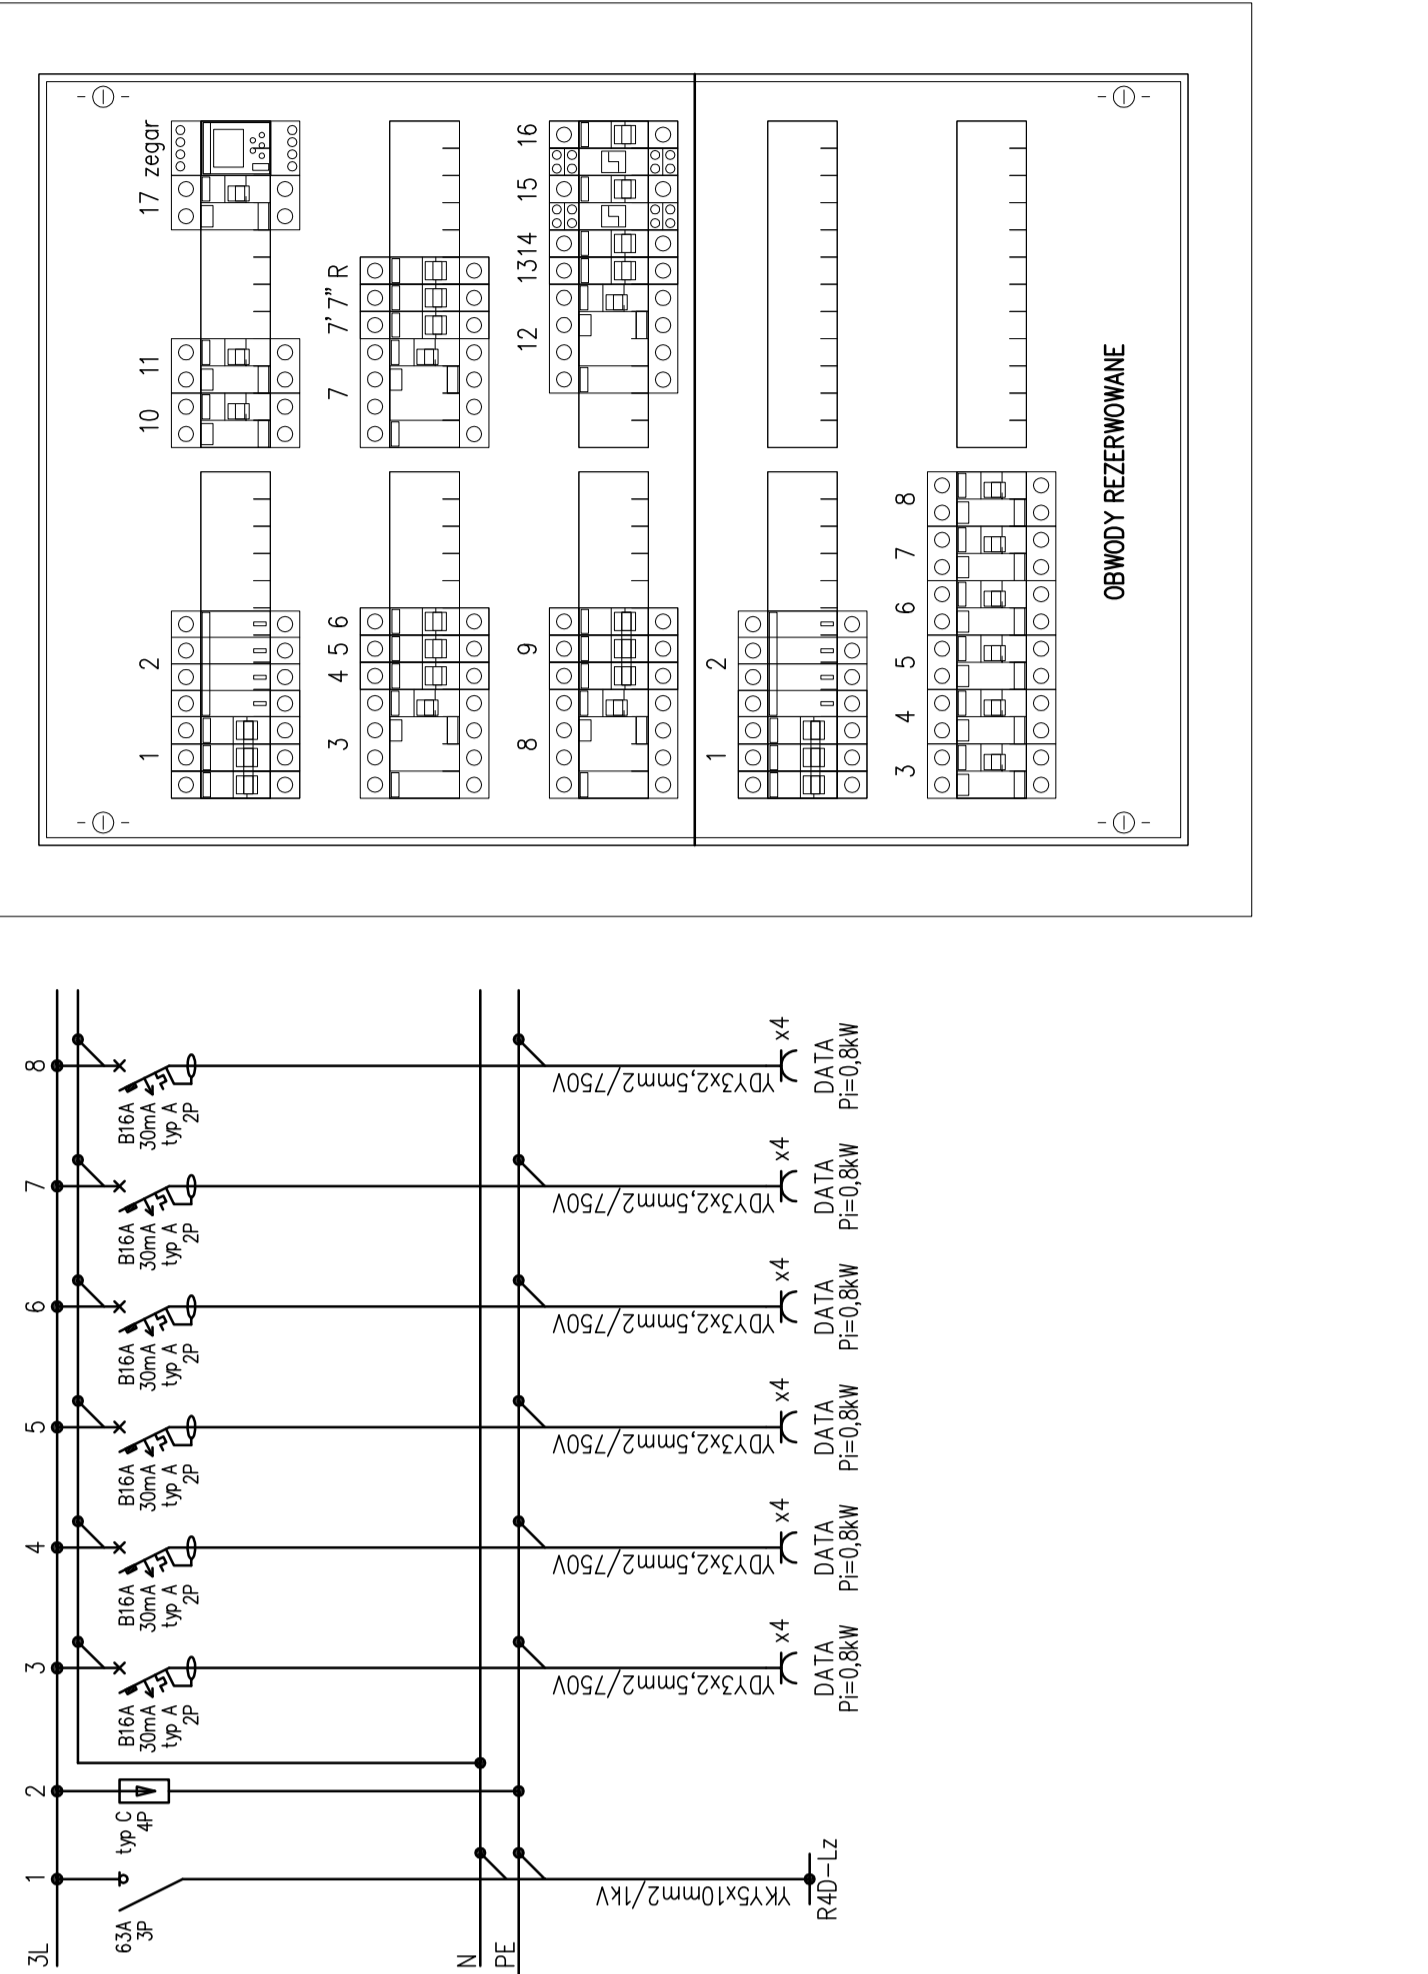 17 zegar
10 11
7 7' 7" R
12 1314 15 16
1 2
3 4 5 6
8 9
1 2
3 4 5 6 7 8
OBWODY REZERWOWANE
3L
N
PE
1
63A
3P
YKY5x10mm2/1kV
R4D-Lz
2
typ C
4P
3
B16A
30mA
typ A
2P
YDY3x2,5mm2/750V
x4
DATA
Pi=0,8kW
4
B16A
30mA
typ A
2P
YDY3x2,5mm2/750V
x4
DATA
Pi=0,8kW
5
B16A
30mA
typ A
2P
YDY3x2,5mm2/750V
x4
DATA
Pi=0,8kW
6
B16A
30mA
typ A
2P
YDY3x2,5mm2/750V
x4
DATA
Pi=0,8kW
7
B16A
30mA
typ A
2P
YDY3x2,5mm2/750V
x4
DATA
Pi=0,8kW
8
B16A
30mA
typ A
2P
YDY3x2,5mm2/750V
x4
DATA
Pi=0,8kW